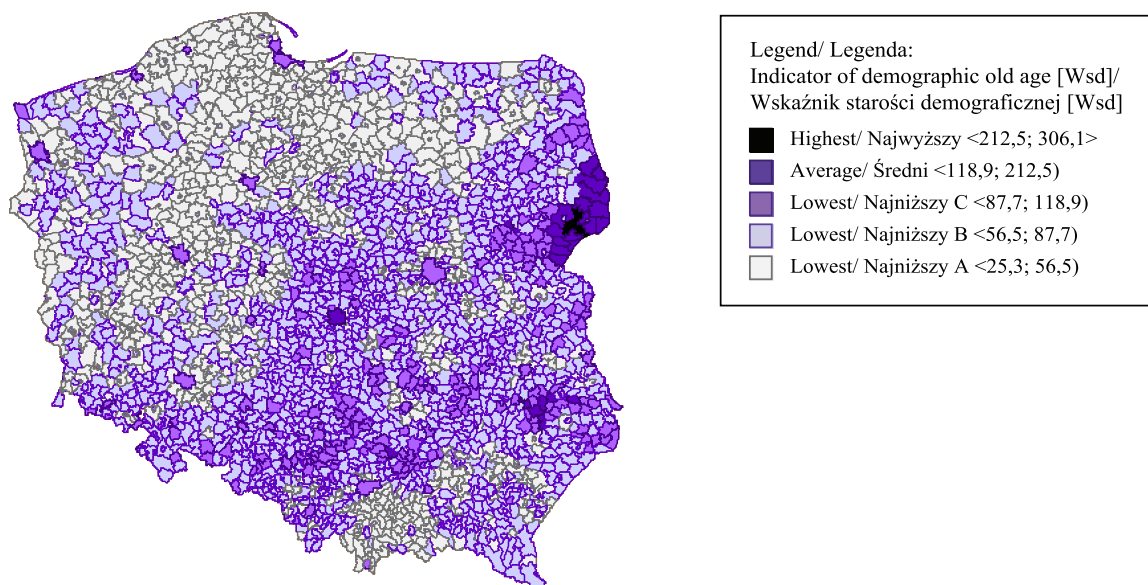 Legend/ Legenda:
Indicator of demographic old age [Wsd]/
Wskaźnik starości demograficznej [Wsd]
Highest/ Najwyższy <212,5; 306,1>
Average/ Średni <118,9; 212,5)
Lowest/ Najniższy C <87,7; 118,9)
Lowest/ Najniższy B <56,5; 87,7)
Lowest/ Najniższy A <25,3; 56,5)